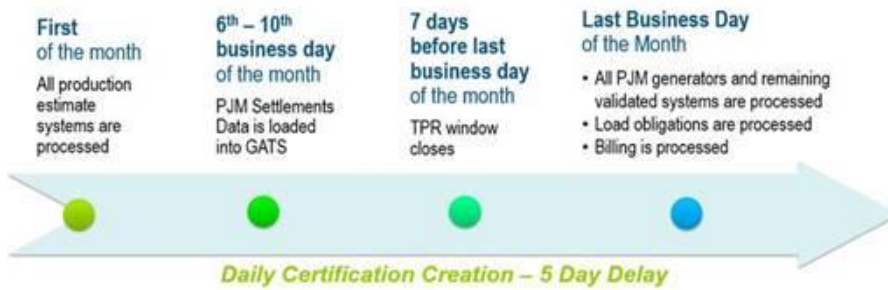 First
of the month
All production
estimate
systems are
processed
6th – 10th
business day
of the month
PJM Settlements
Data is loaded
into GATS
7 days
before last
business day
of the month
TPR window
closes
Last Business Day
of the Month
• All PJM generators and remaining
validated systems are processed
• Load obligations are processed
• Billing is processed
Daily Certification Creation – 5 Day Delay